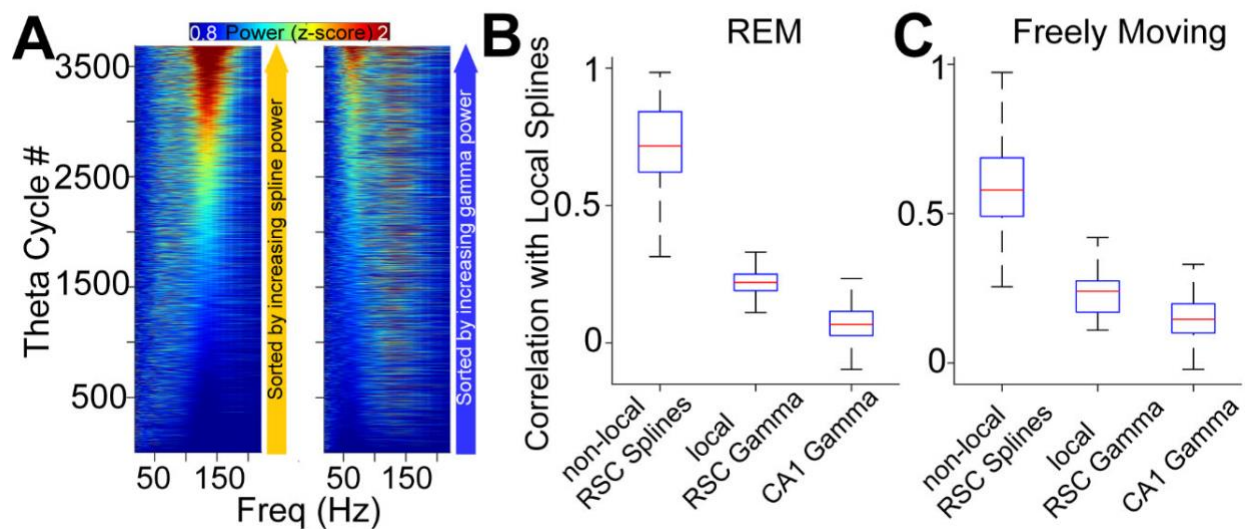 A
0.8 Power (z-score) 2
3500
2500
1500
500
Theta Cycle #
Sorted by increasing spline power
Sorted by increasing gamma power
50
150
50
150
Freq (Hz)
B
REM
Correlation with Local Splines
1
0.5
0
non-local
RSC Splines
local
RSC Gamma
CA1 Gamma
C
Freely Moving
1
0.5
0
non-local
RSC Splines
local
RSC Gamma
CA1 Gamma